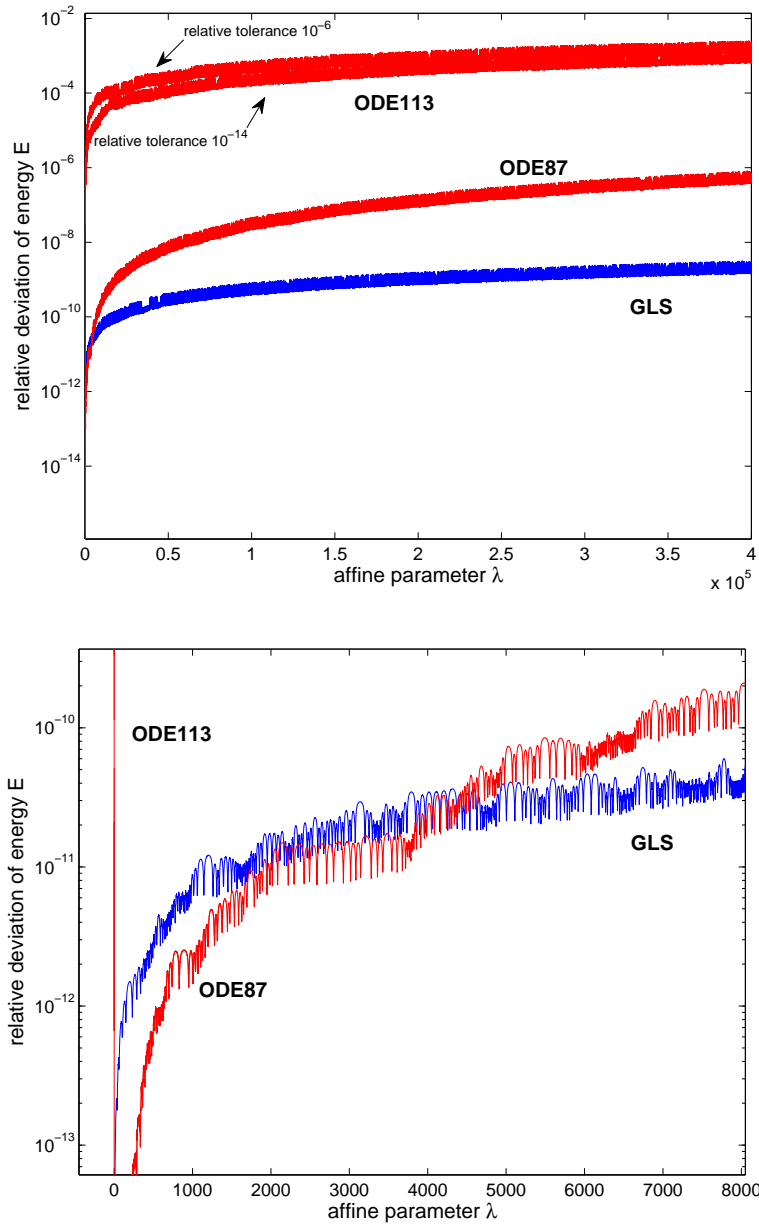 10⁻²
relative tolerance 10⁻⁶
10⁻⁴
ODE113
relative tolerance 10⁻¹⁴
10⁻⁶
ODE87
10⁻⁸
10⁻¹⁰
GLS
10⁻¹²
10⁻¹⁴
relative deviation of energy E
0 0.5 1 1.5 2 2.5 3 3.5 4
affine parameter λ
x 10⁵
10⁻¹⁰
ODE113
10⁻¹¹
GLS
ODE87
10⁻¹²
10⁻¹³
relative deviation of energy E
0 1000 2000 3000 4000 5000 6000 7000 8000
affine parameter λ